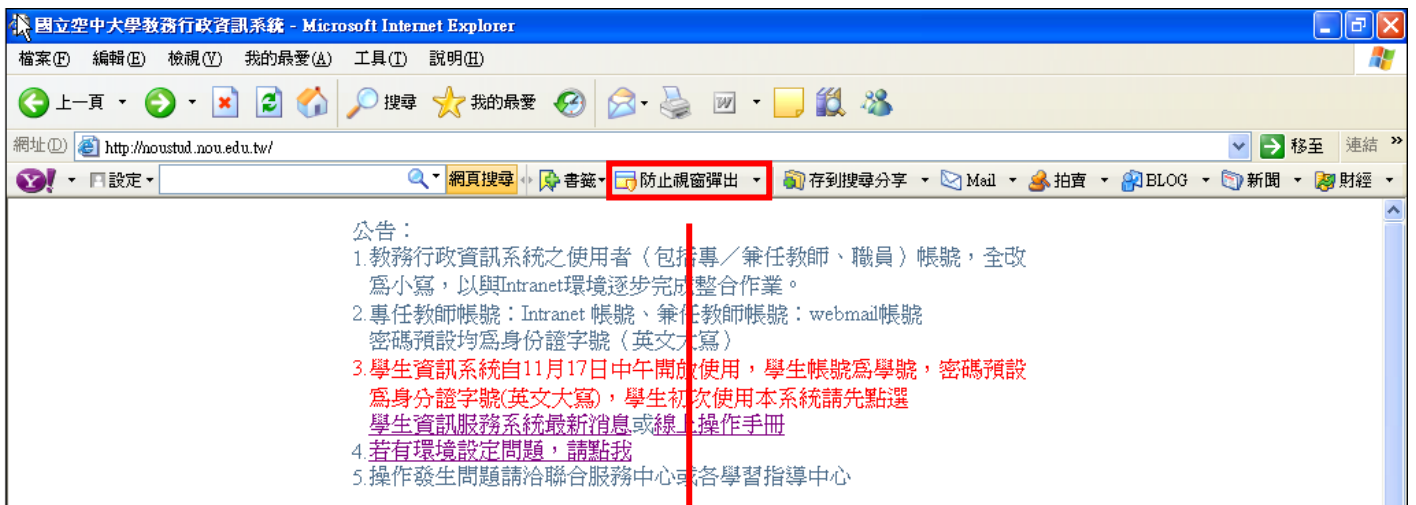 國立空中大學教務行政資訊系統 - Microsoft Internet Explorer
檔案(F) 編輯(E) 檢視(V) 我的最愛(A) 工具(T) 說明(H)
上一頁 搜尋 我的最愛
網址(D) http://noustud.nou.edu.tw/ 移至 連結 »
Y! 設定 網頁搜尋 書籤 防止視窗彈出 存到搜尋分享 Mail 拍賣 BLOG 新聞 財經
公告：
1.教務行政資訊系統之使用者（包括專／兼任教師、職員）帳號，全改
為小寫，以與Intranet環境逐步完成整合作業。
2.專任教師帳號：Intranet 帳號、兼任教師帳號：webmail帳號
密碼預設均為身份證字號（英文大寫）
3.學生資訊系統自11月17日中午開放使用，學生帳號為學號，密碼預設
為身分證字號(英文大寫)，學生初次使用本系統請先點選
學生資訊服務系統最新消息或線上操作手冊
4.若有環境設定問題，請點我
5.操作發生問題請洽聯合服務中心或各學習指導中心